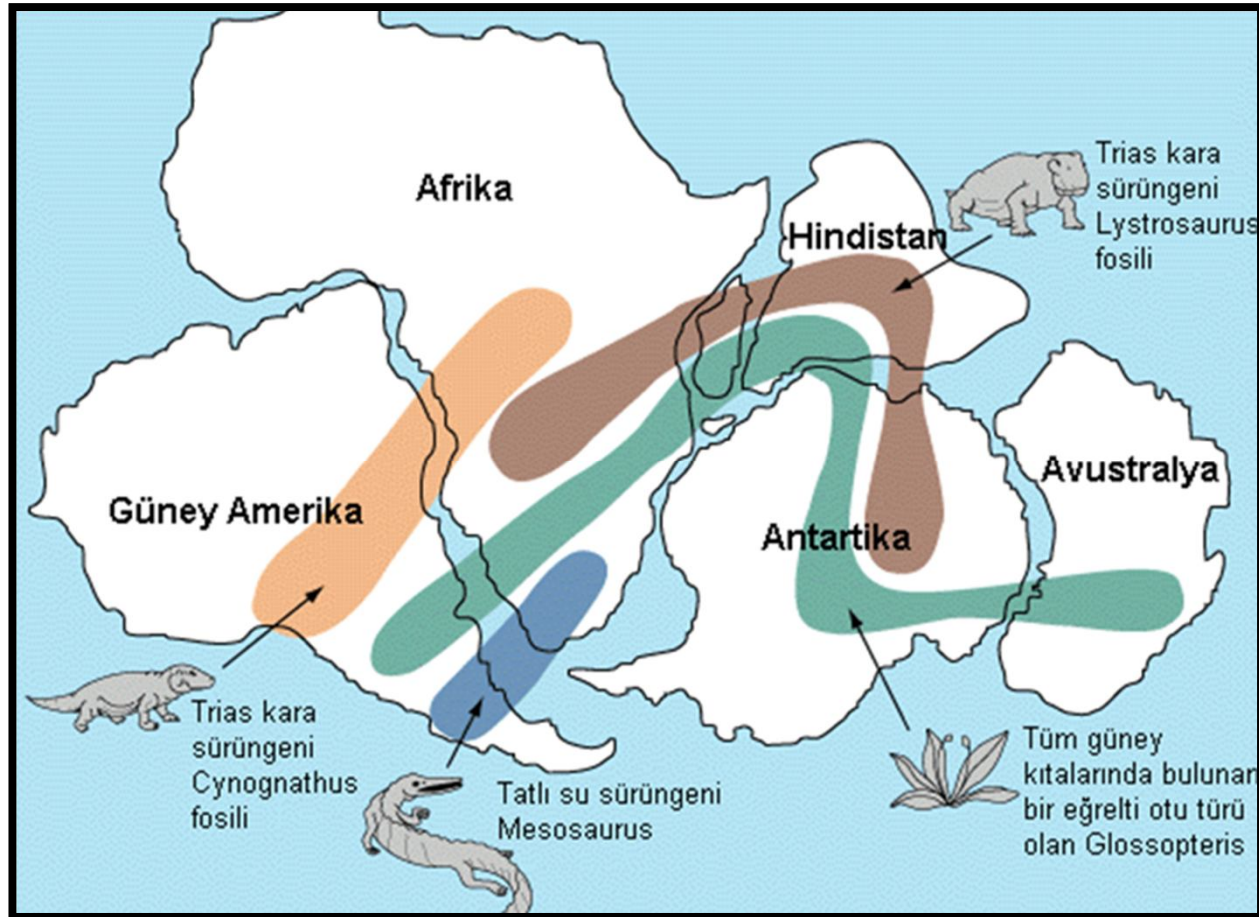 Afrika
Hindistan
Trias kara
sürüngeni
Lystrosaurus
fosili
Güney Amerika
Antartika
Avustralya
Trias kara
sürüngeni
Cynognathus
fosili
Tatlı su sürüngeni
Mesosaurus
Tüm güney
kıtalarında bulunan
bir eğrelti otu türü
olan Glossopteris